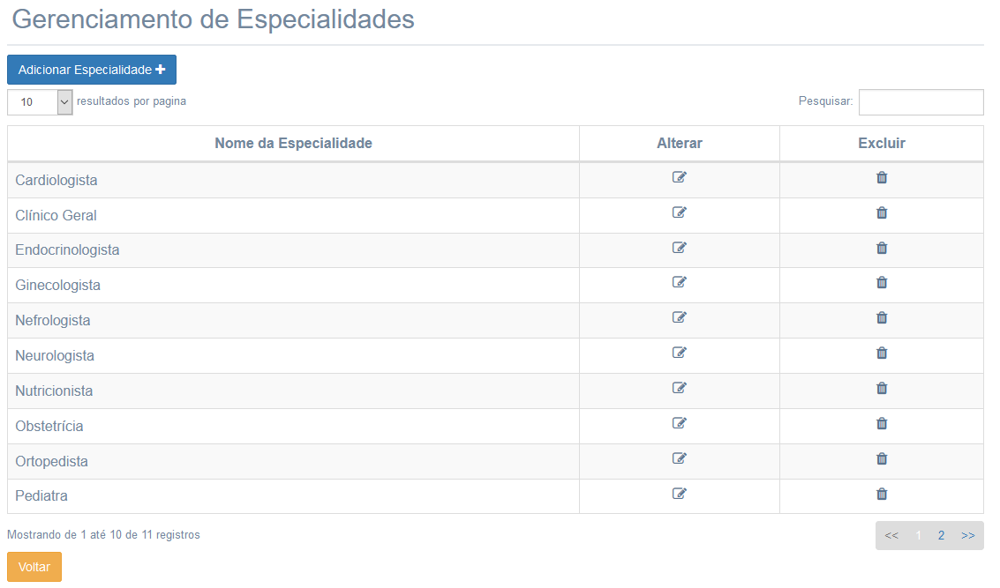 Gerenciamento de Especialidades
Adicionar Especialidade
10 resultados por pagina
Pesquisar:
Nome da Especialidade Alterar Excluir
Cardiologista
Clínico Geral
Endocrinologista
Ginecologista
Nefrologista
Neurologista
Nutricionista
Obstetrícia
Ortopedista
Pediatra
Mostrando de 1 até 10 de 11 registros
<< 1 2 >>
Voltar